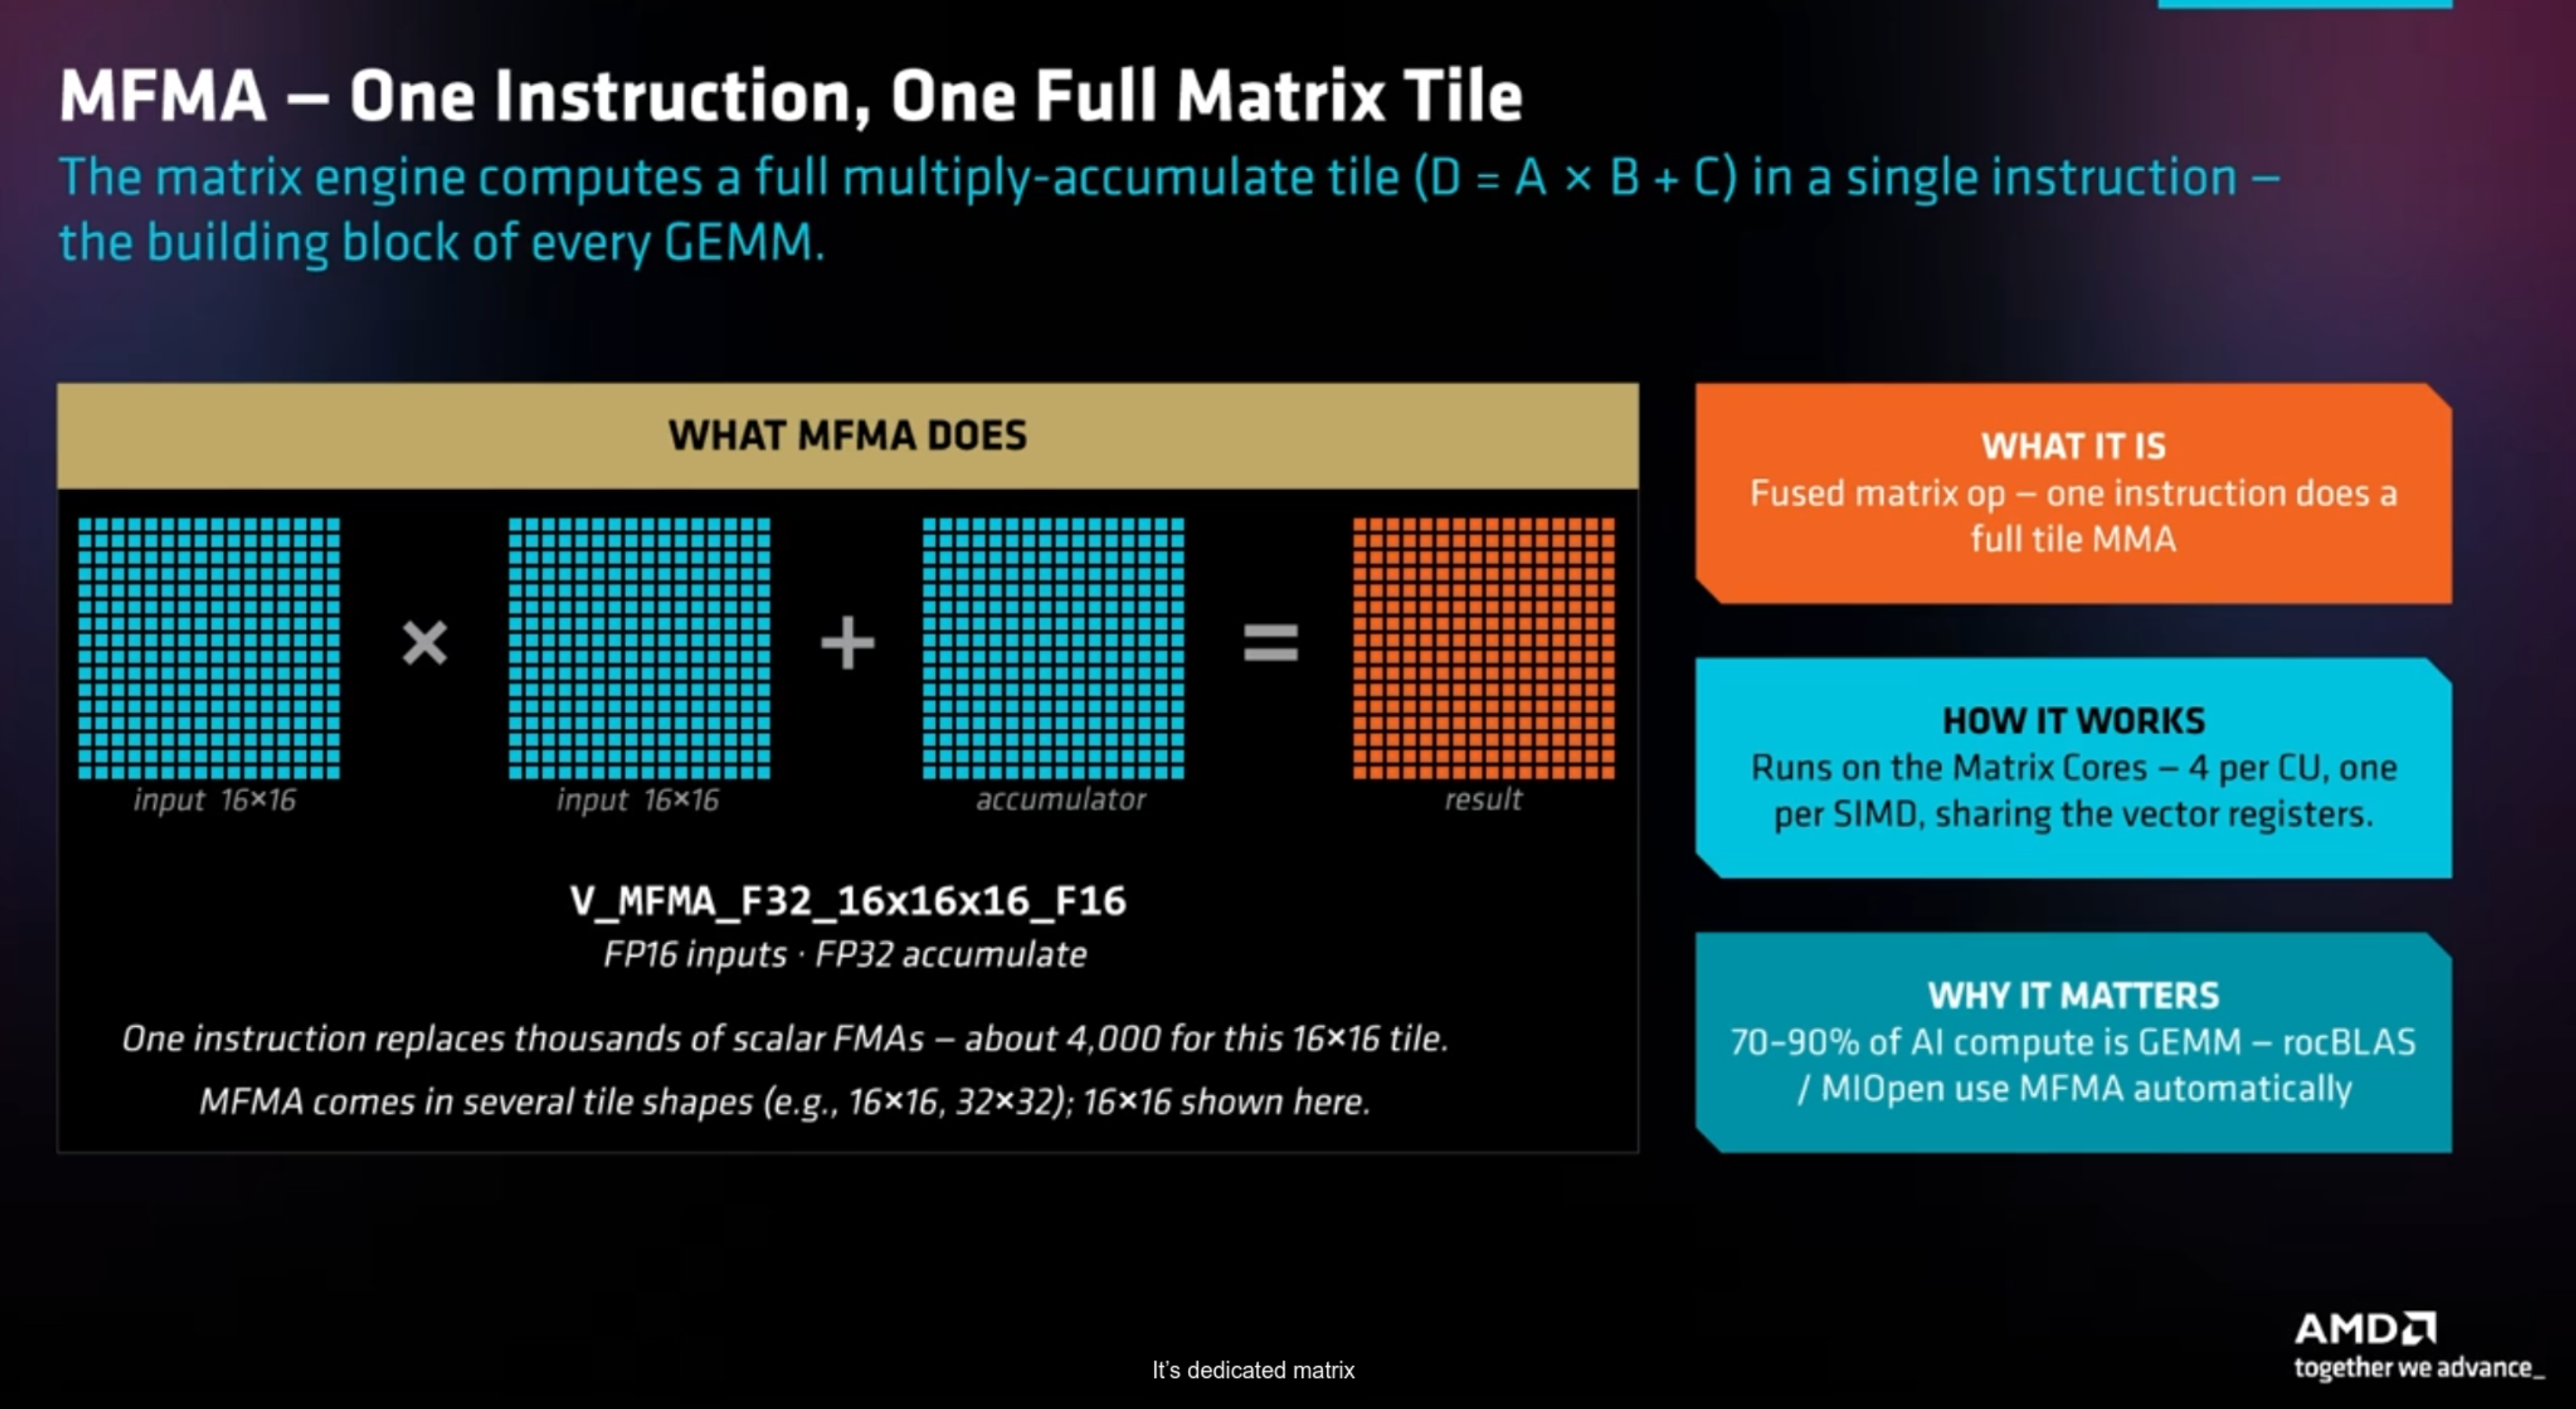 MFMA – One Instruction, One Full Matrix Tile
The matrix engine computes a full multiply-accumulate tile (D = A × B + C) in a single instruction –
the building block of every GEMM.
WHAT MFMA DOES
×
+
=
input 16×16
input 16×16
accumulator
result
V_MFMA_F32_16x16x16_F16
FP16 inputs · FP32 accumulate
One instruction replaces thousands of scalar FMAs – about 4,000 for this 16×16 tile.
MFMA comes in several tile shapes (e.g., 16×16, 32×32); 16×16 shown here.
WHAT IT IS
Fused matrix op – one instruction does a
full tile MMA
HOW IT WORKS
Runs on the Matrix Cores – 4 per CU, one
per SIMD, sharing the vector registers.
WHY IT MATTERS
70–90% of AI compute is GEMM – rocBLAS
/ MIOpen use MFMA automatically
AMD
together we advance_
It's dedicated matrix